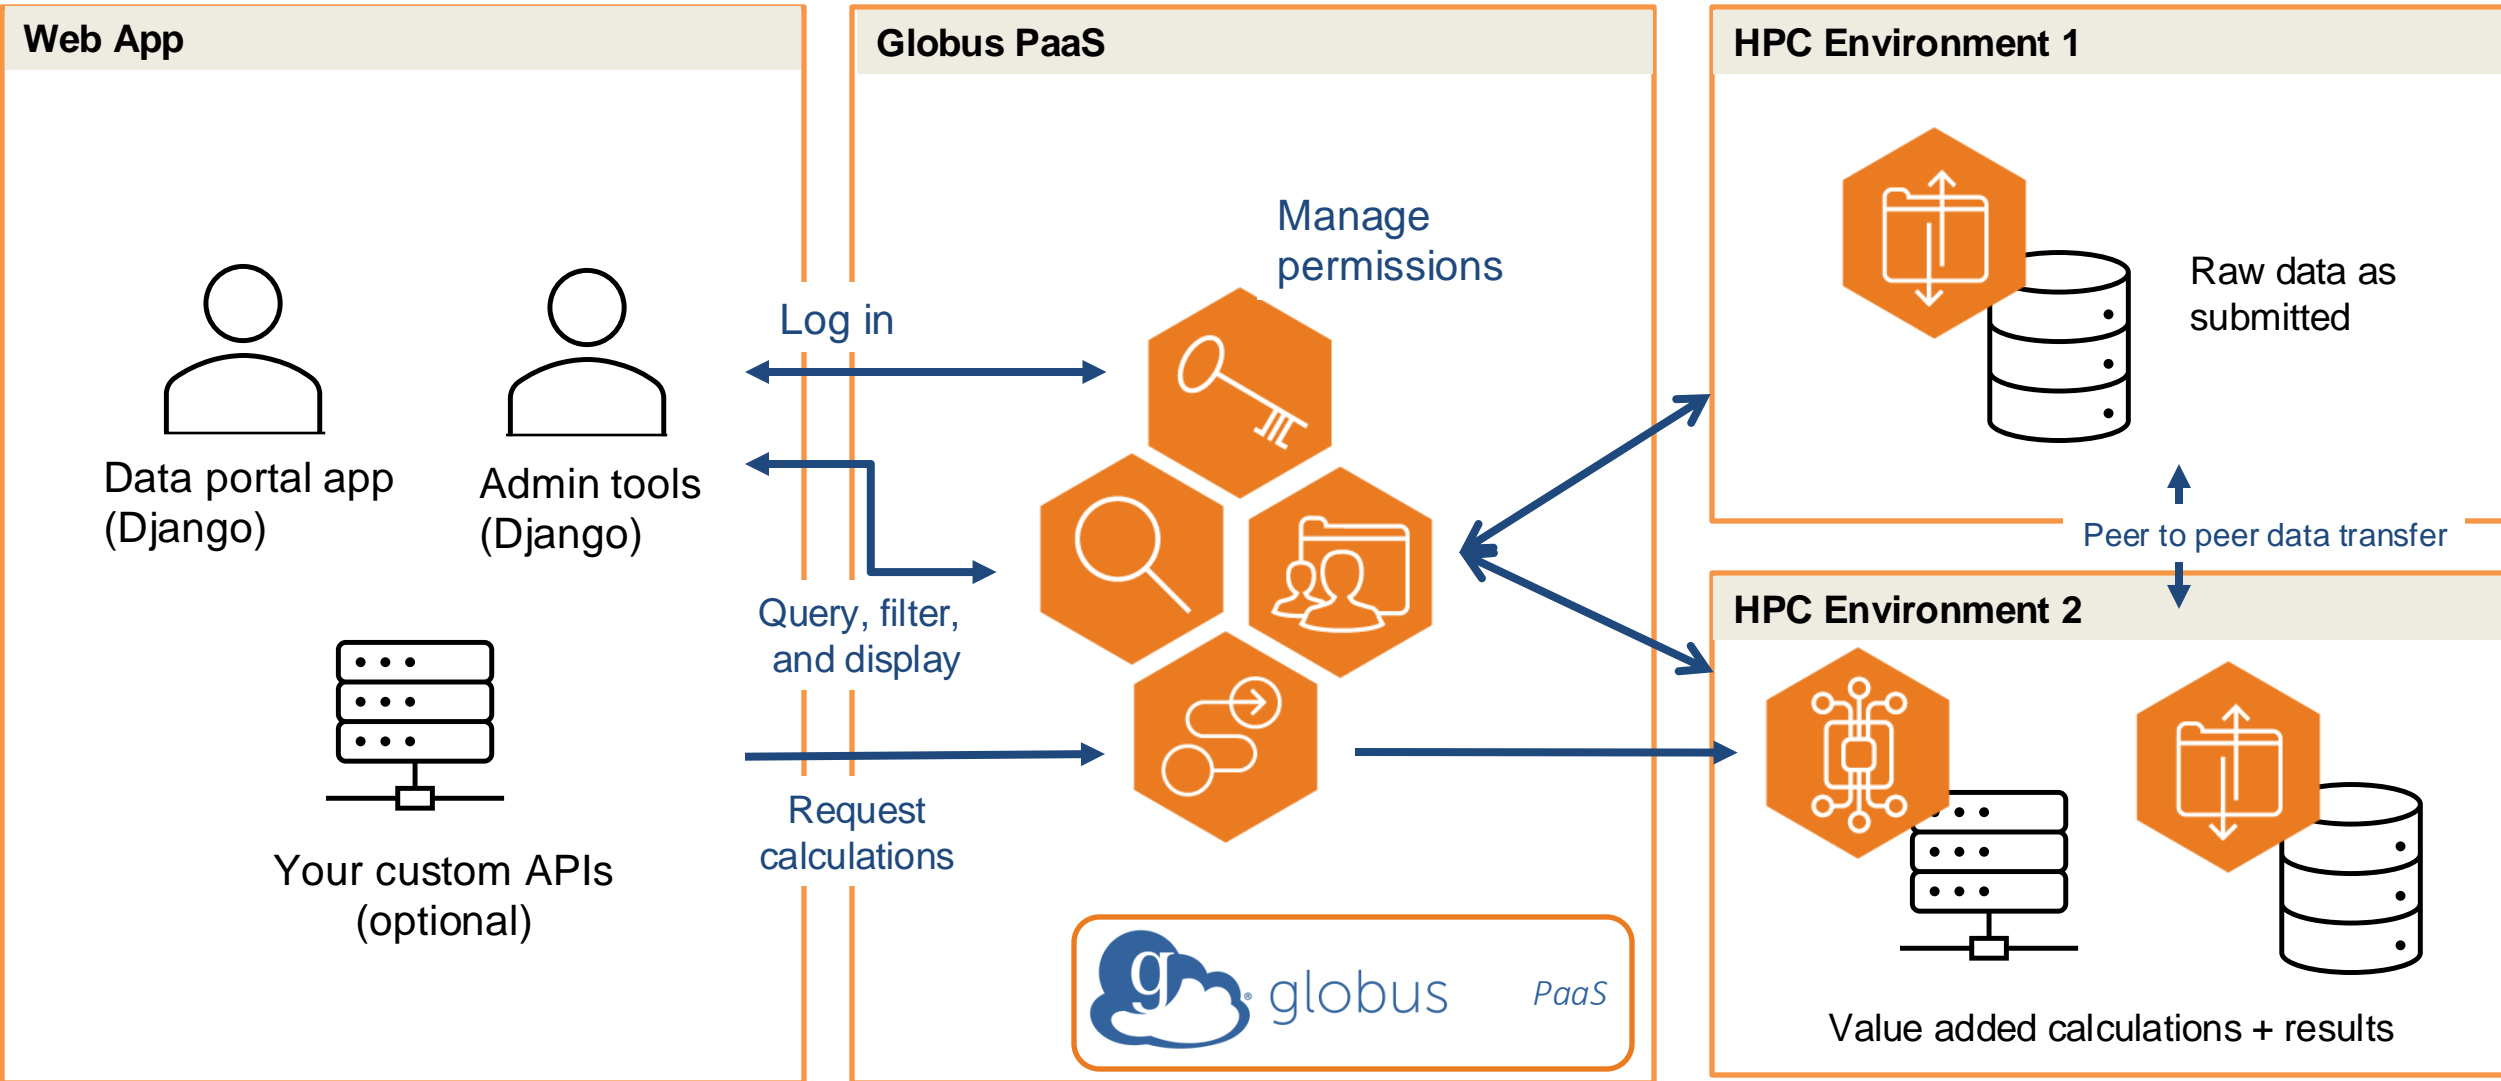 Web App
Data portal app
(Django)
Admin tools
(Django)
Your custom APIs
(optional)
Log in
Query, filter,
and display
Request
calculations
Globus PaaS
Manage
permissions
g
globus
®
PaaS
HPC Environment 1
Raw data as
submitted
Peer to peer data transfer
HPC Environment 2
Value added calculations + results